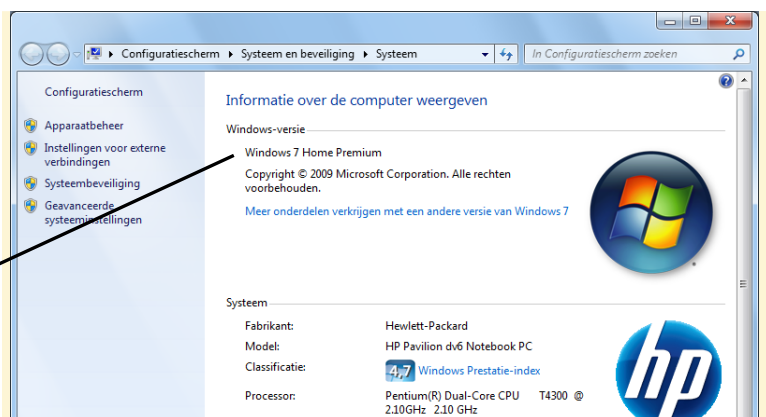 Configuratiescherm ▸ Systeem en beveiliging ▸ Systeem
In Configuratiescherm zoeken
Configuratiescherm
Apparaatbeheer
Instellingen voor externe
verbindingen
Systeembeveiliging
Geavanceerde
systeeminstellingen
Informatie over de computer weergeven
Windows-versie
Windows 7 Home Premium
Copyright © 2009 Microsoft Corporation. Alle rechten
voorbehouden.
Meer onderdelen verkrijgen met een andere versie van Windows 7
Systeem
Fabrikant: Hewlett-Packard
Model: HP Pavilion dv6 Notebook PC
Classificatie: 4,7 Windows Prestatie-index
Processor: Pentium(R) Dual-Core CPU T4300 @
2.10GHz 2.10 GHz
hp